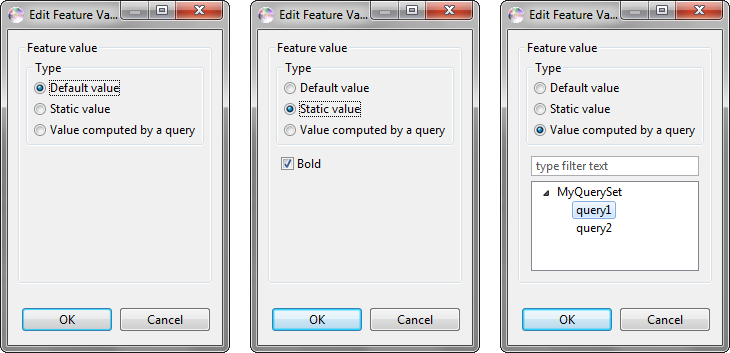 Edit Feature Va...
Feature value
Type
Default value
Static value
Value computed by a query
OK
Cancel
Edit Feature Va...
Feature value
Type
Default value
Static value
Value computed by a query
Bold
OK
Cancel
Edit Feature Va...
Feature value
Type
Default value
Static value
Value computed by a query
type filter text
MyQuerySet
query1
query2
OK
Cancel